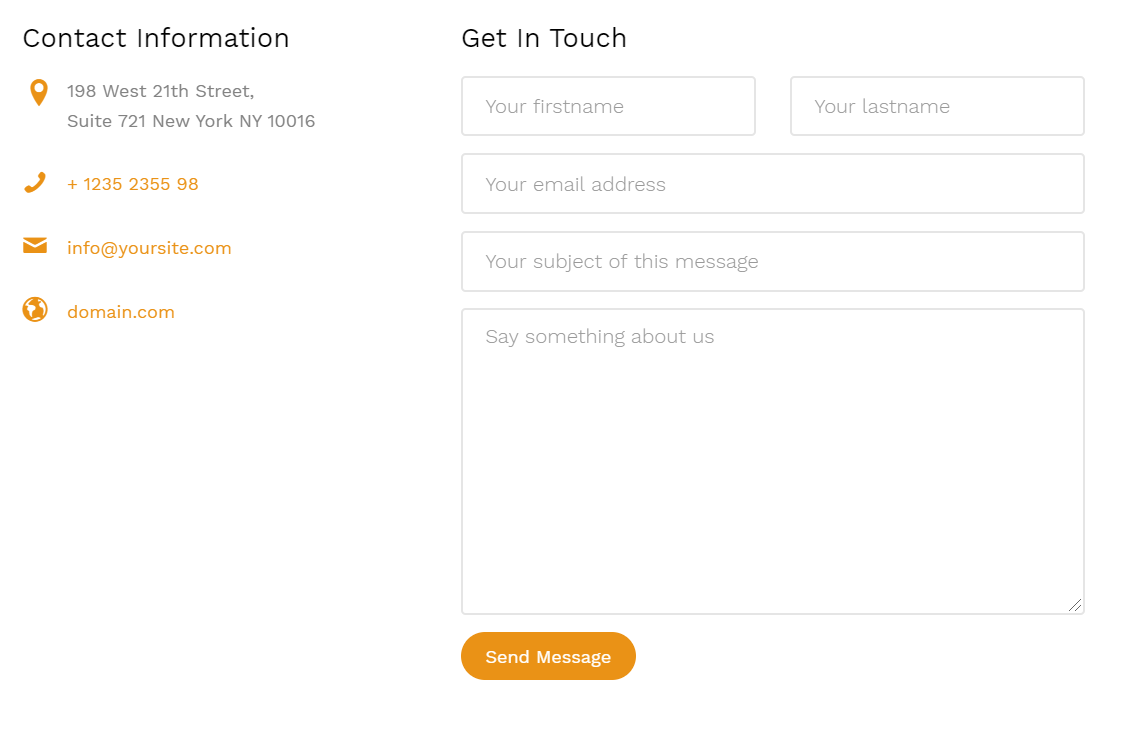 Contact Information
198 West 21th Street,
Suite 721 New York NY 10016
+ 1235 2355 98
info@yoursite.com
domain.com
Get In Touch
Your firstname
Your lastname
Your email address
Your subject of this message
Say something about us
Send Message